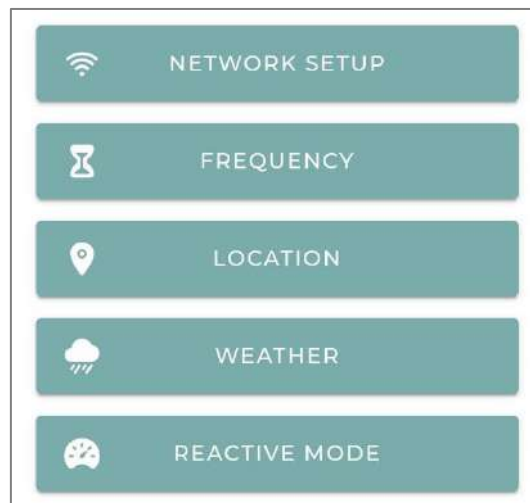 NETWORK SETUP
FREQUENCY
LOCATION
WEATHER
REACTIVE MODE